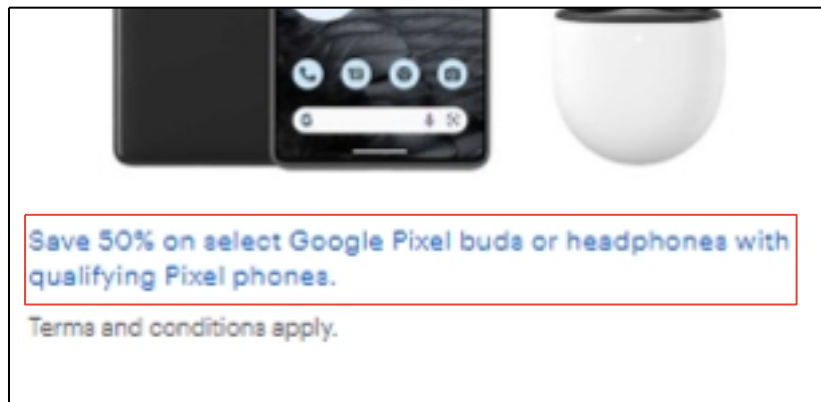 Save 50% on select Google Pixel buds or headphones with
qualifying Pixel phones.
Terms and conditions apply.